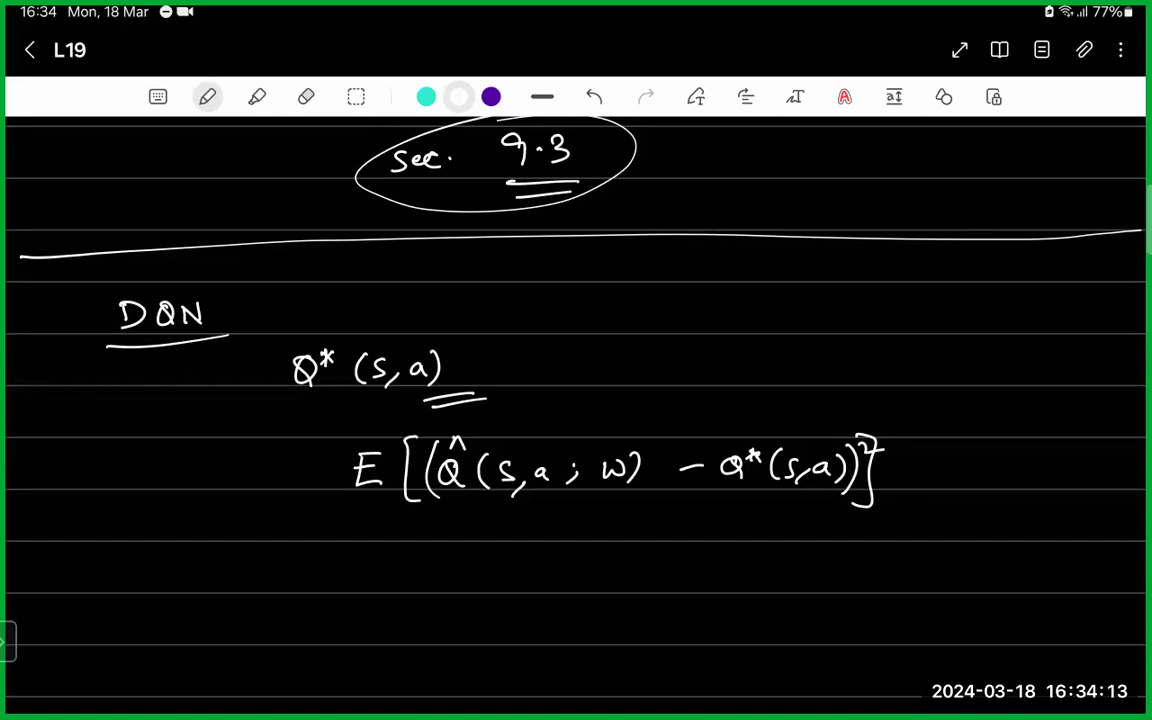 16:34 Mon, 18 Mar 77%
L19
Sec. 9.3
DQN
Q* (s,a)
E [(Q̂ (s,a ; w) - Q*(s,a))²]
2024-03-18 16:34:13